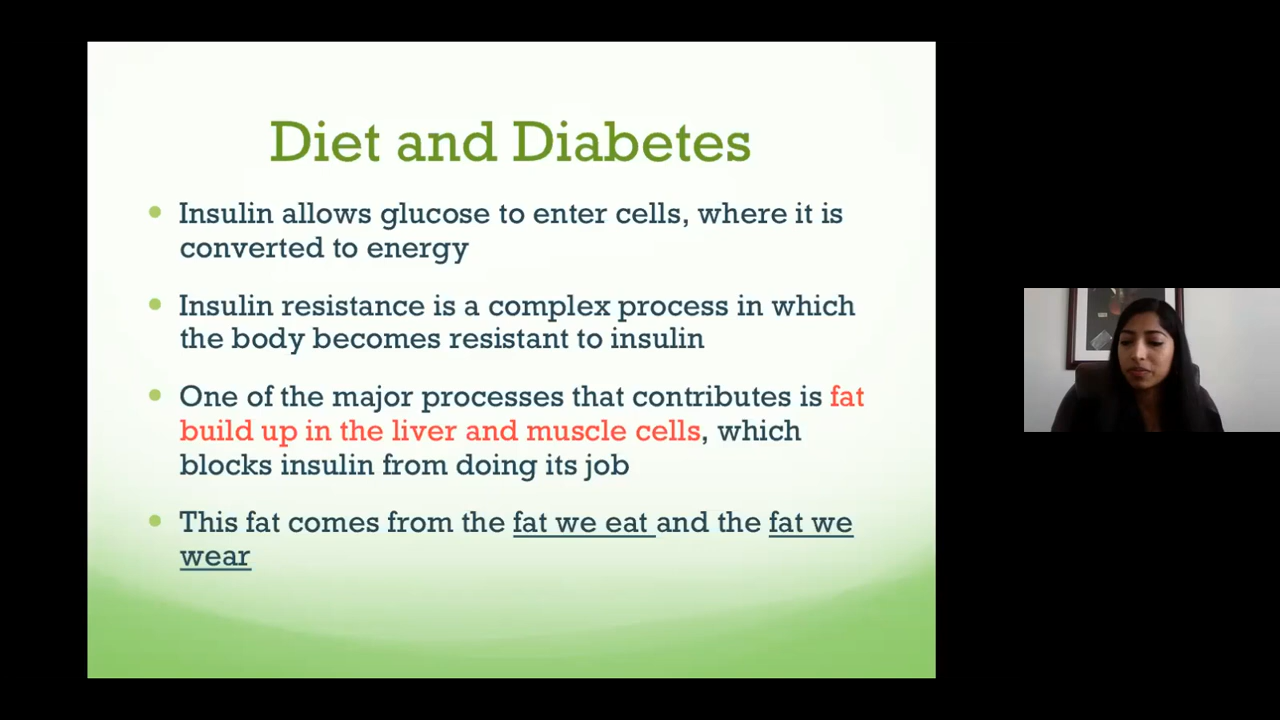 Diet and Diabetes
Insulin allows glucose to enter cells, where it is
converted to energy
Insulin resistance is a complex process in which
the body becomes resistant to insulin
One of the major processes that contributes is fat
build up in the liver and muscle cells, which
blocks insulin from doing its job
This fat comes from the fat we eat and the fat we
wear